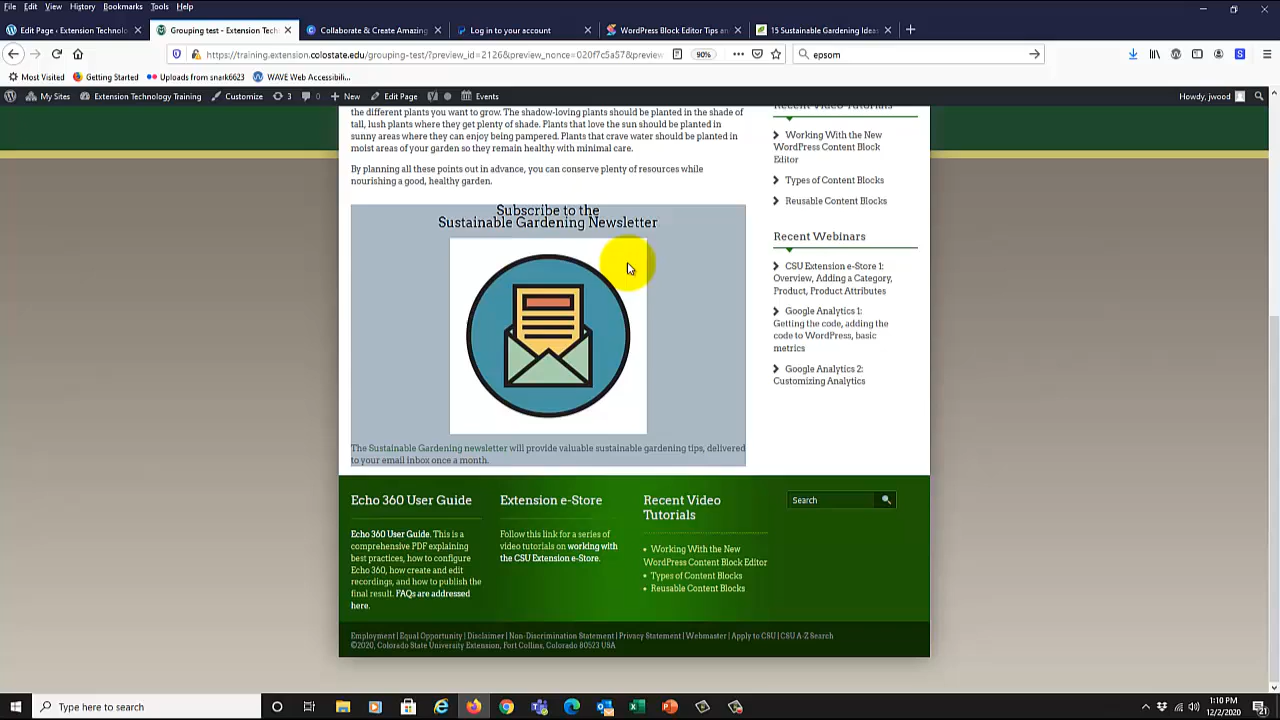 File Edit View History Bookmarks Tools Help
Edit Page ‹ Extension Technolo
Grouping test – Extension Tech
Collaborate & Create Amazing
Log in to your account
WordPress Block Editor Tips an
15 Sustainable Gardening Ideas
https://training.extension.colostate.edu/grouping-test/?preview_id=2126&preview_nonce=020f7c5a57&preview
90%
epsom
Most Visited
Getting Started
Uploads from snark6623
WAVE Web Accessibili...
My Sites
Extension Technology Training
Customize
3
0
New
Edit Page
Events
Howdy, jwood
the different plants you want to grow. The shadow-loving plants should be planted in the shade of
tall, lush plants where they get plenty of shade. Plants that love the sun should be planted in
sunny areas where they can enjoy being pampered. Plants that crave water should be planted in
moist areas of your garden so they remain healthy with minimal care.
By planning all these points out in advance, you can conserve plenty of resources while
nourishing a good, healthy garden.
Subscribe to the
Sustainable Gardening Newsletter
The Sustainable Gardening newsletter will provide valuable sustainable gardening tips, delivered
to your email inbox once a month.
Recent Video Tutorials
Working With the New
WordPress Content Block
Editor
Types of Content Blocks
Reusable Content Blocks
Recent Webinars
CSU Extension e-Store 1:
Overview, Adding a Category,
Product, Product Attributes
Google Analytics 1:
Getting the code, adding the
code to WordPress, basic
metrics
Google Analytics 2:
Customizing Analytics
Echo 360 User Guide
Echo 360 User Guide. This is a
comprehensive PDF explaining
best practices, how to configure
Echo 360, how create and edit
recordings, and how to publish the
final result. FAQs are addressed
here.
Extension e-Store
Follow this link for a series of
video tutorials on working with
the CSU Extension e-Store.
Recent Video
Tutorials
Working With the New
WordPress Content Block Editor
Types of Content Blocks
Reusable Content Blocks
Search
Employment | Equal Opportunity | Disclaimer | Non-Discrimination Statement | Privacy Statement | Webmaster | Apply to CSU | CSU A-Z Search
©2020, Colorado State University Extension, Fort Collins, Colorado 80523 USA
Type here to search
1:10 PM
12/2/2020